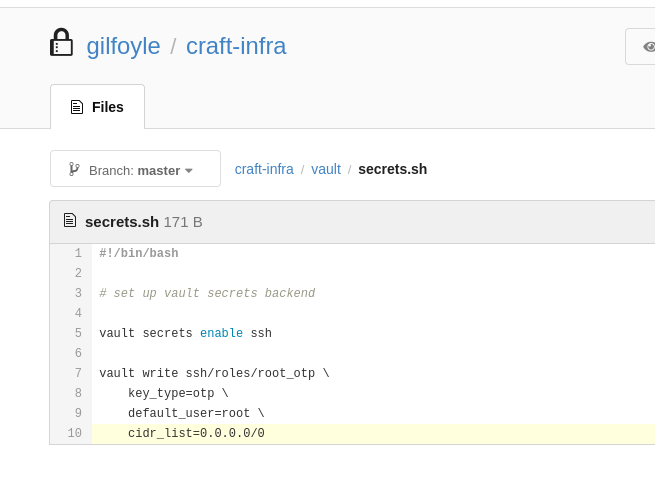 gilfoyle / craft-infra
Files
Branch: master
craft-infra / vault / secrets.sh
secrets.sh 171 B
1 #!/bin/bash
2
3 # set up vault secrets backend
4
5 vault secrets enable ssh
6
7 vault write ssh/roles/root_otp \
8 key_type=otp \
9 default_user=root \
10 cidr_list=0.0.0.0/0